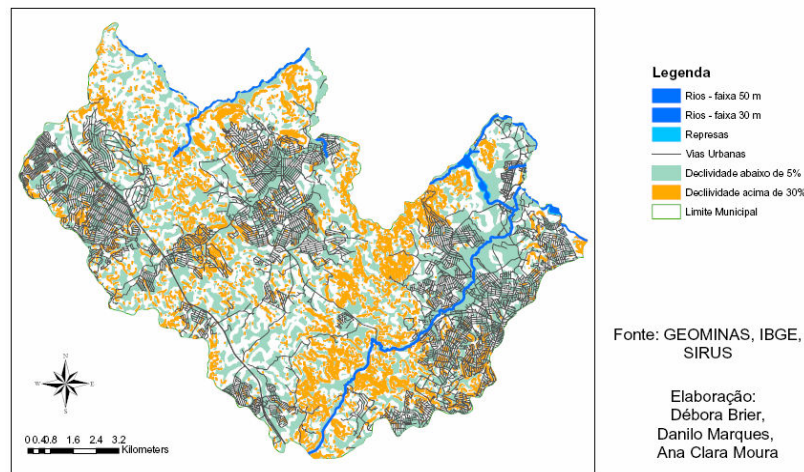 Legenda
Rios - faixa 50 m
Rios - faixa 30 m
Represas
Vias Urbanas
Declividade abaixo de 5%
Decliividade acima de 30%
Limite Municipal
Fonte: GEOMINAS, IBGE,
SIRUS
Elaboração:
Débora Brier,
Danilo Marques,
Ana Clara Moura
N
W E
S
0 0.4 0.8 1.6 2.4 3.2
Kilometers